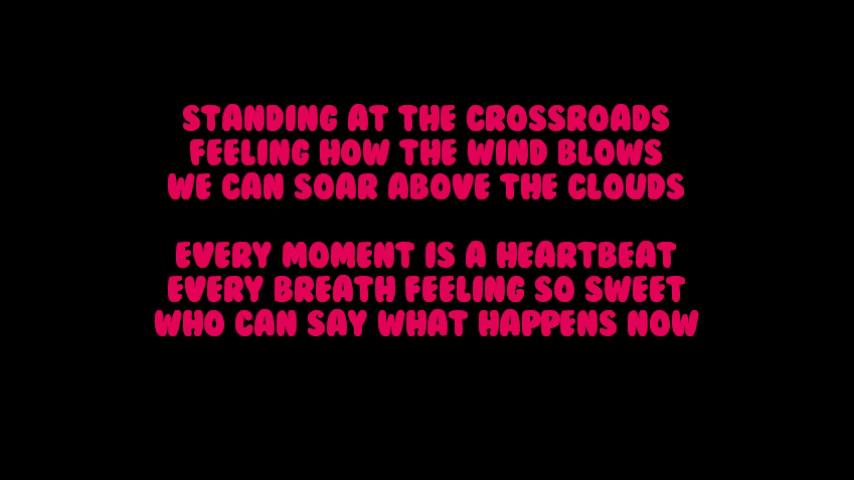 STANDING AT THE CROSSROADS
FEELING HOW THE WIND BLOWS
WE CAN SOAR ABOVE THE CLOUDS
EVERY MOMENT IS A HEARTBEAT
EVERY BREATH FEELING SO SWEET
WHO CAN SAY WHAT HAPPENS NOW